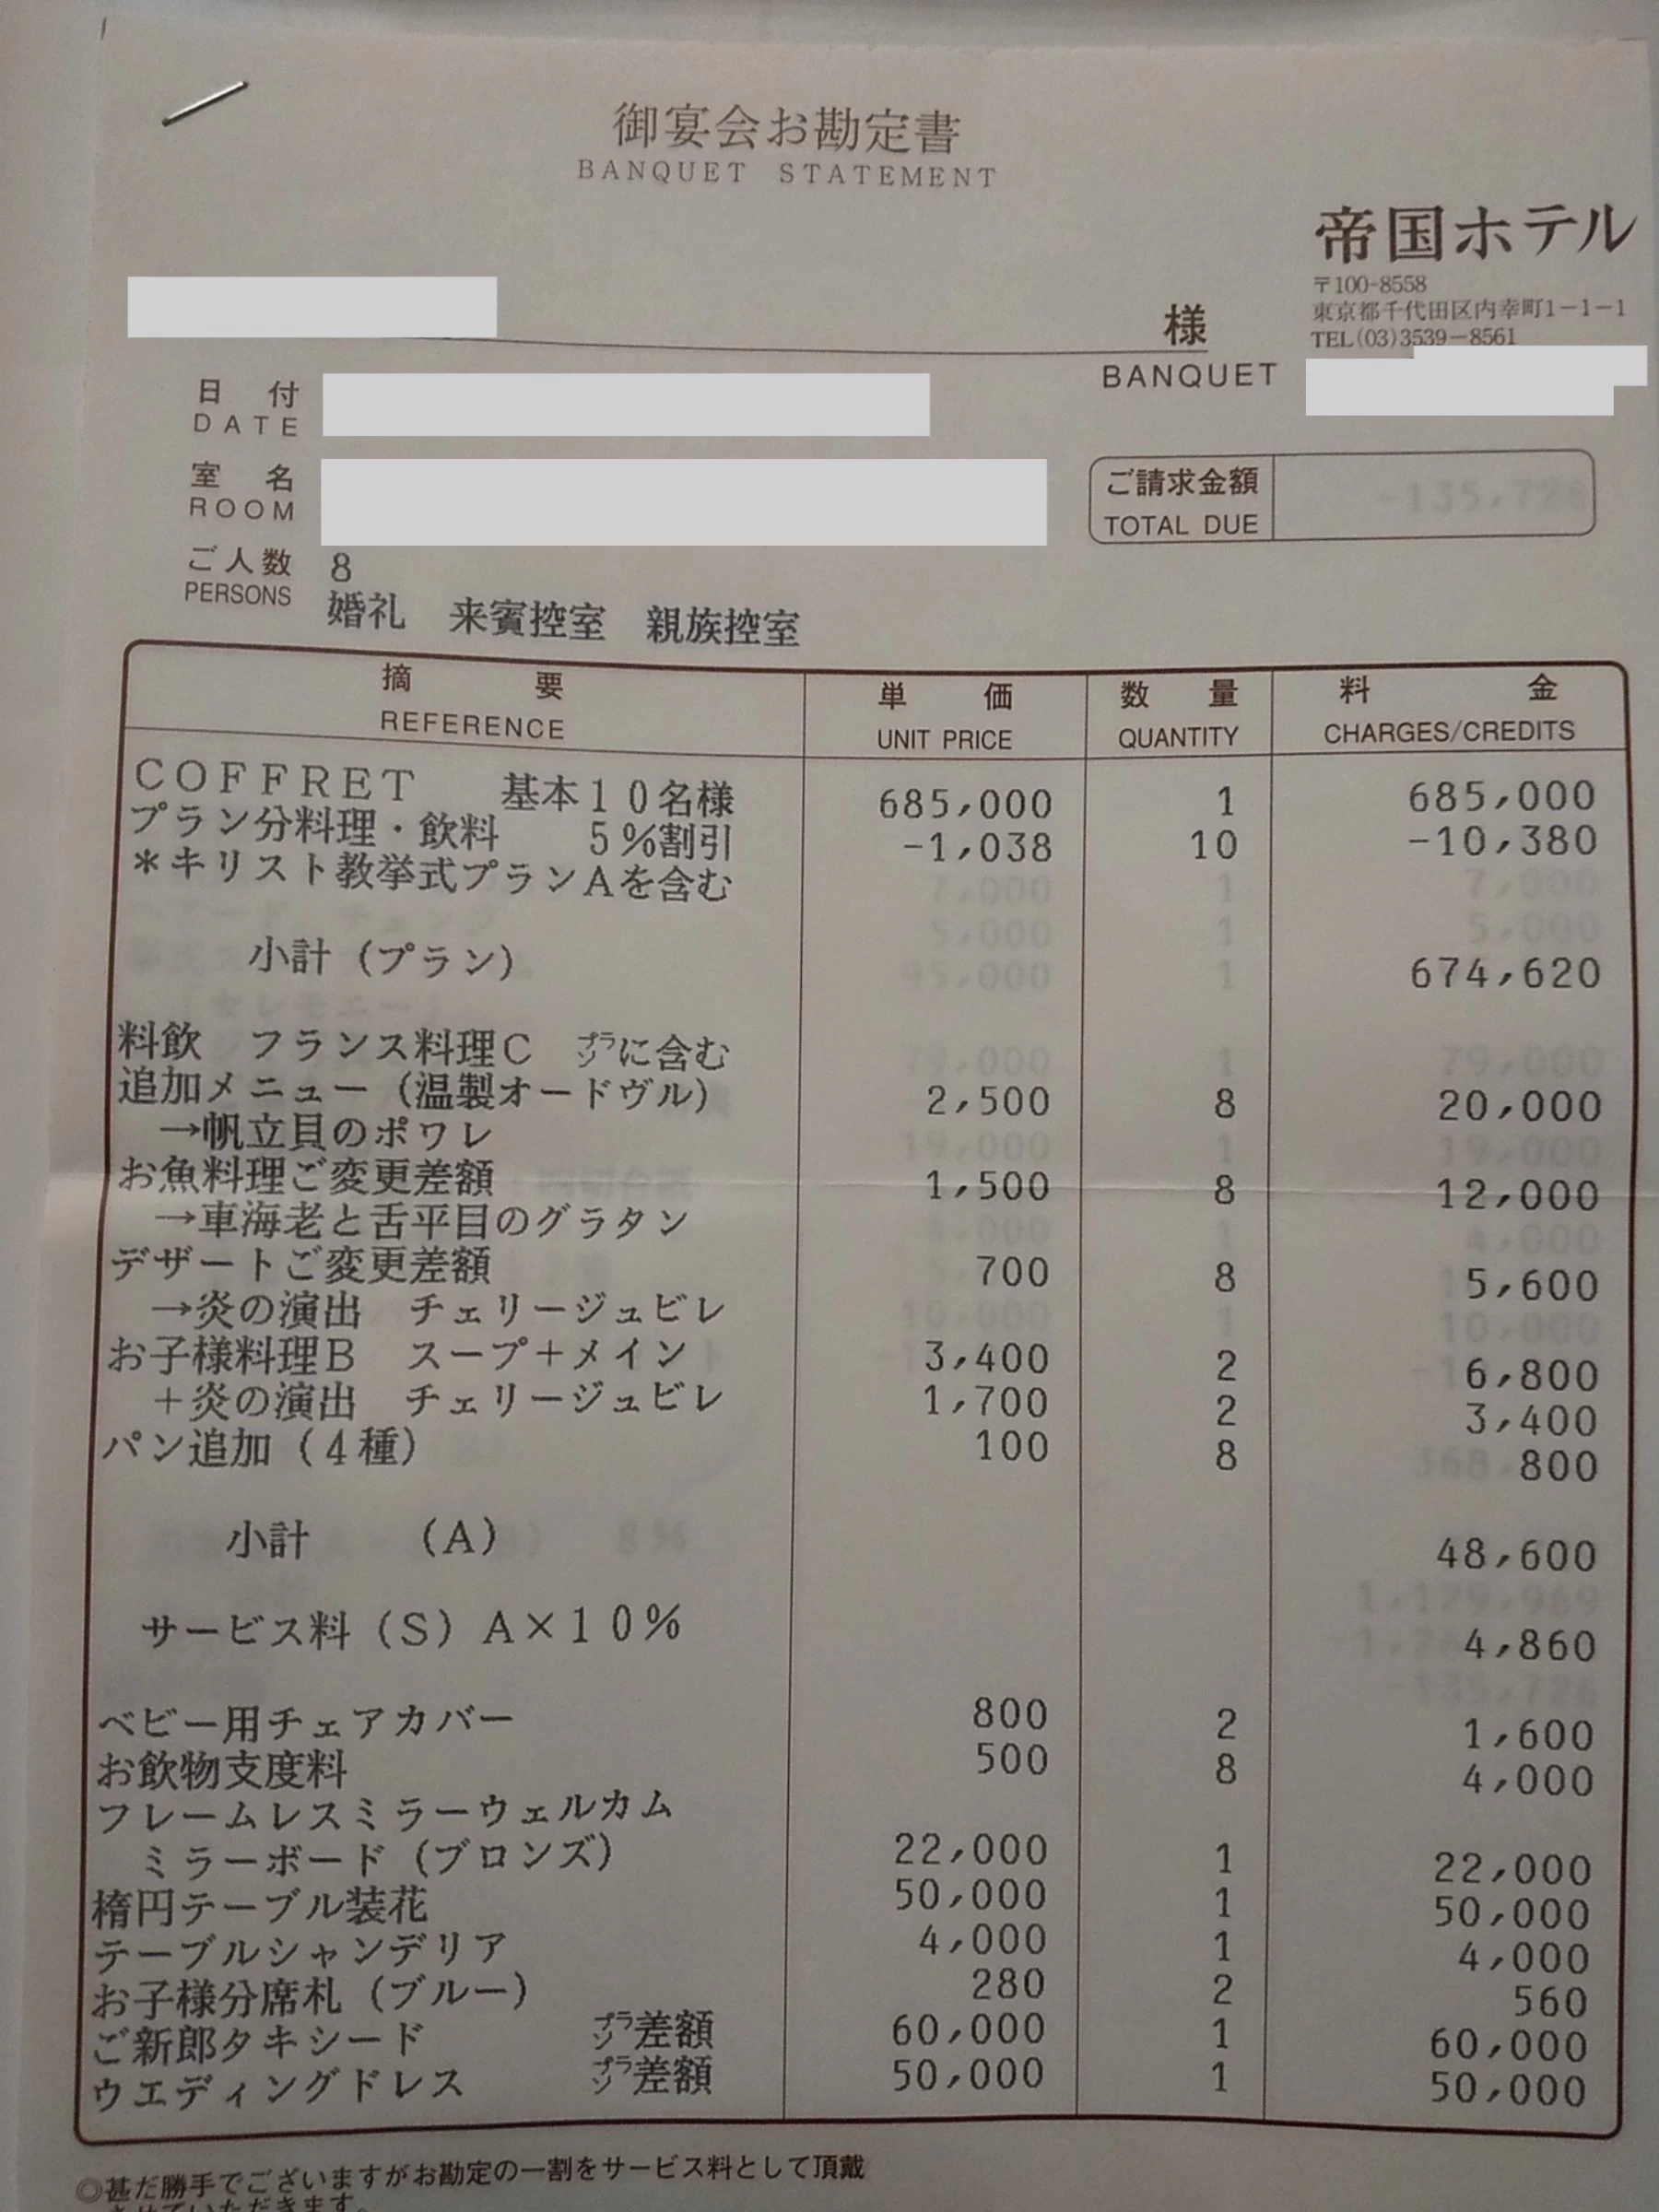 御宴会お勘定書
BANQUET STATEMENT
帝国ホテル
〒100-8558
東京都千代田区内幸町1-1-1
TEL(03)3539-8561
様
BANQUET
日付
DATE
室名
ROOM
ご請求金額
TOTAL DUE
-135,726
ご人数 8
PERSONS
婚礼 来賓控室 親族控室
摘要 単価 数量 料金
REFERENCE UNIT PRICE QUANTITY CHARGES/CREDITS
COFFRET 基本10名様 685,000 1 685,000
プラン分料理・飲料 5%割引 -1,038 10 -10,380
*キリスト教挙式プランAを含む
小計(プラン) 674,620
料飲 フランス料理C プランに含む
追加メニュー(温製オードヴル) 2,500 8 20,000
→帆立貝のポワレ
お魚料理ご変更差額 1,500 8 12,000
→車海老と舌平目のグラタン
デザートご変更差額 700 8 5,600
→炎の演出 チェリージュビレ
お子様料理B スープ+メイン 3,400 2 6,800
+炎の演出 チェリージュビレ 1,700 2 3,400
パン追加(4種) 100 8 800
小計 (A) 48,600
サービス料(S)A×10% 4,860
ベビー用チェアカバー 800 2 1,600
お飲物支度料 500 8 4,000
フレームレスミラーウェルカム
ミラーボード(ブロンズ) 22,000 1 22,000
楕円テーブル装花 50,000 1 50,000
テーブルシャンデリア 4,000 1 4,000
お子様分席札(ブルー) 280 2 560
ご新郎タキシード プラン差額 60,000 1 60,000
ウエディングドレス プラン差額 50,000 1 50,000
◎甚だ勝手でございますがお勘定の一割をサービス料として頂戴
させていただきます。